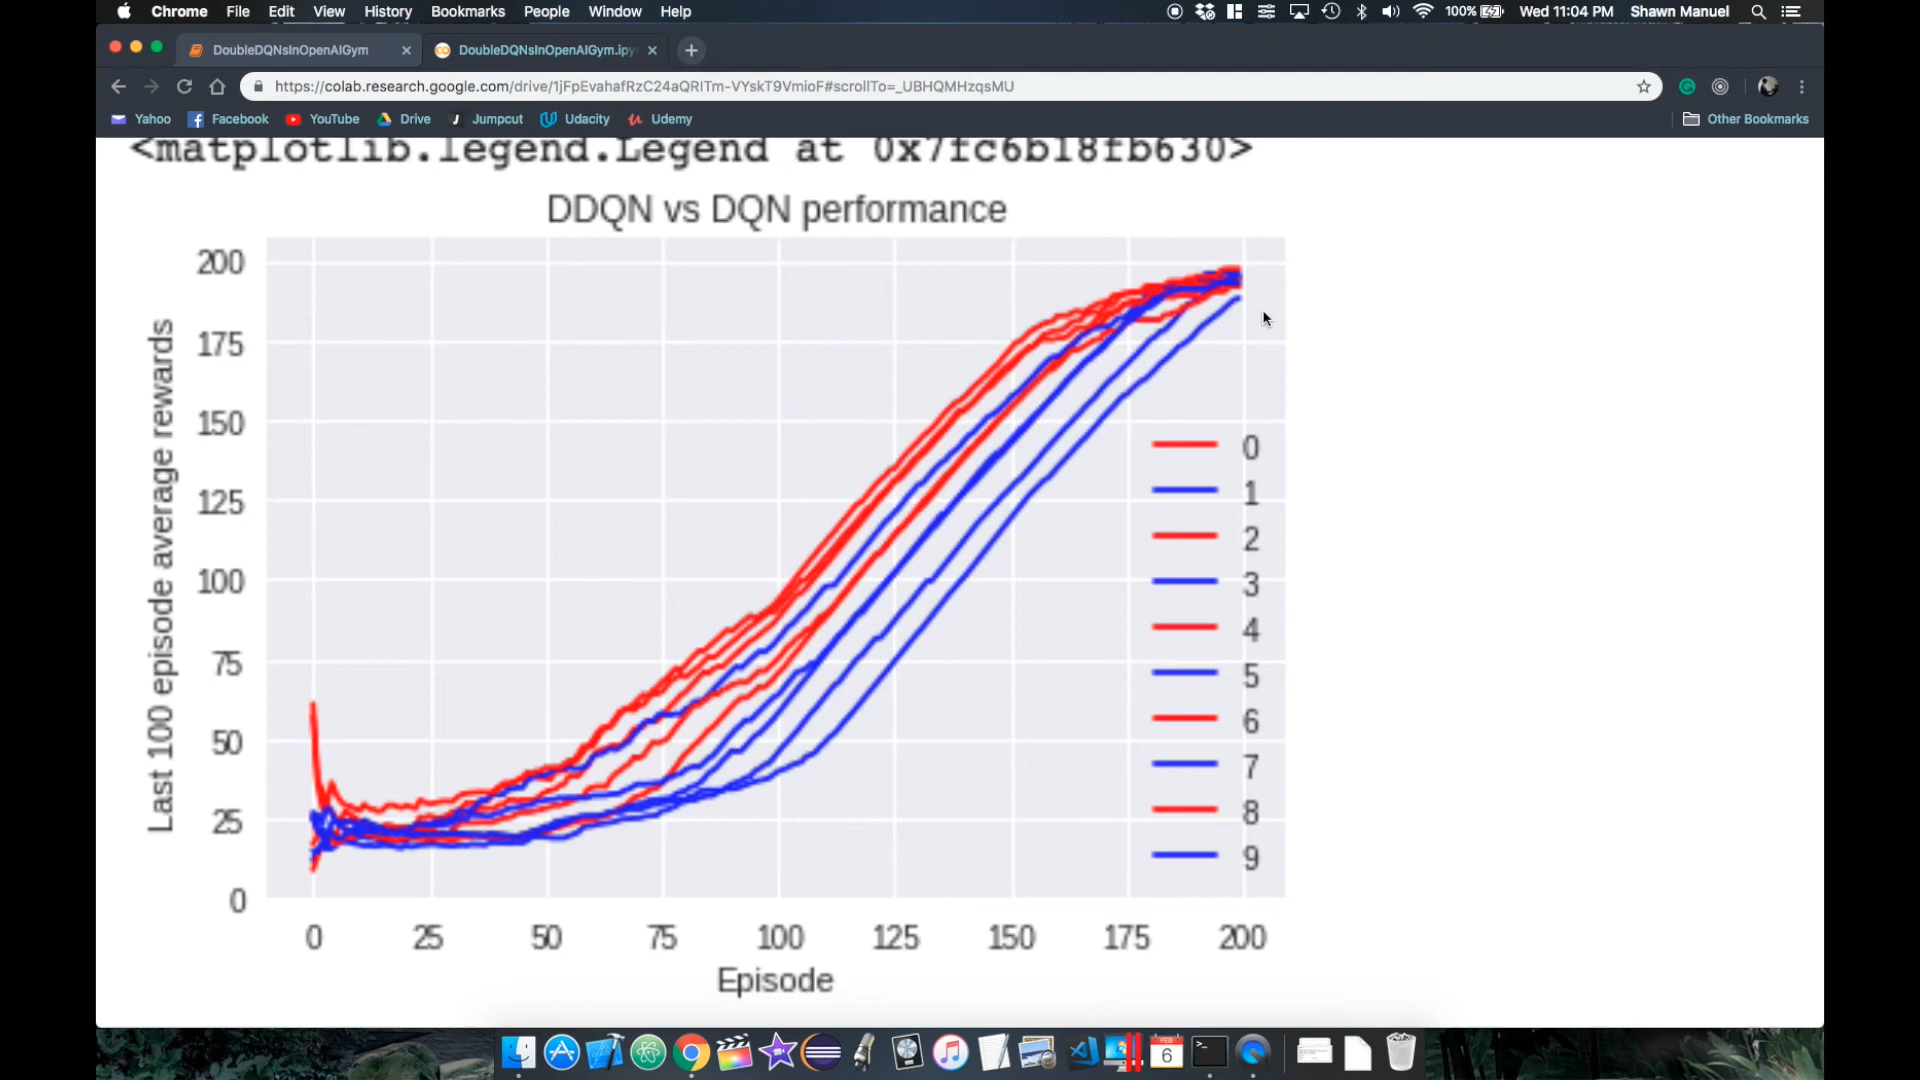 Chrome File Edit View History Bookmarks People Window Help 100% Wed 11:04 PM Shawn Manuel
DoubleDQNsInOpenAIGym DoubleDQNsInOpenAIGym.ipy
https://colab.research.google.com/drive/1jFpEvahafRzC24aQRITm-VYskT9VmioF#scrollTo=_UBHQMHzqsMU
Yahoo Facebook YouTube Drive Jumpcut Udacity Udemy Other Bookmarks
<matplotlib.legend.Legend at 0x7fc6b18fb630>
DDQN vs DQN performance
Last 100 episode average rewards
200
175
150
125
100
75
50
25
0
0
1
2
3
4
5
6
7
8
9
0 25 50 75 100 125 150 175 200
Episode
FEB
6